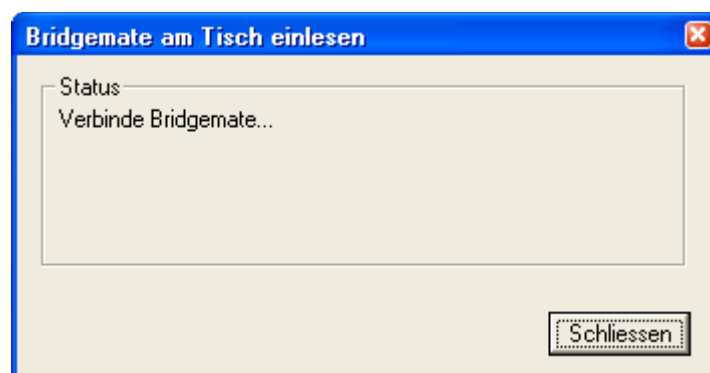 Bridgemate am Tisch einlesen
Status
Verbinde Bridgemate...
Schliessen